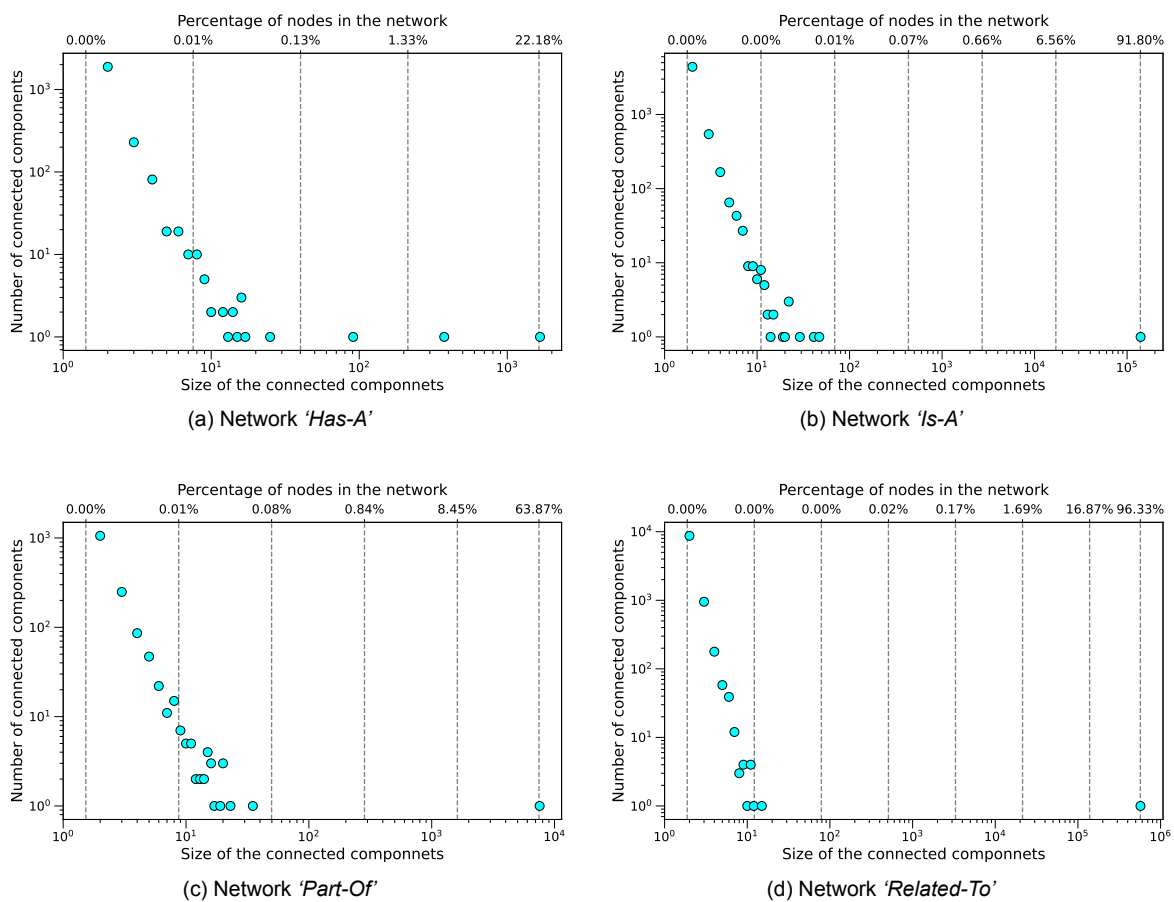 Percentage of nodes in the network
0.00% 0.01% 0.13% 1.33% 22.18%
Number of connected components
10³
10²
10¹
10⁰
10⁰ 10¹ 10² 10³
Size of the connected componnets
(a) Network ‘Has-A’
Percentage of nodes in the network
0.00% 0.00% 0.01% 0.07% 0.66% 6.56% 91.80%
Number of connected components
10³
10²
10¹
10⁰
10⁰ 10¹ 10² 10³ 10⁴ 10⁵
Size of the connected componnets
(b) Network ‘Is-A’
Percentage of nodes in the network
0.00% 0.01% 0.08% 0.84% 8.45% 63.87%
Number of connected components
10³
10²
10¹
10⁰
10⁰ 10¹ 10² 10³ 10⁴
Size of the connected componnets
(c) Network ‘Part-Of’
Percentage of nodes in the network
0.00% 0.00% 0.00% 0.02% 0.17% 1.69% 16.87% 96.33%
Number of connected components
10⁴
10³
10²
10¹
10⁰
10⁰ 10¹ 10² 10³ 10⁴ 10⁵ 10⁶
Size of the connected componnets
(d) Network ‘Related-To’